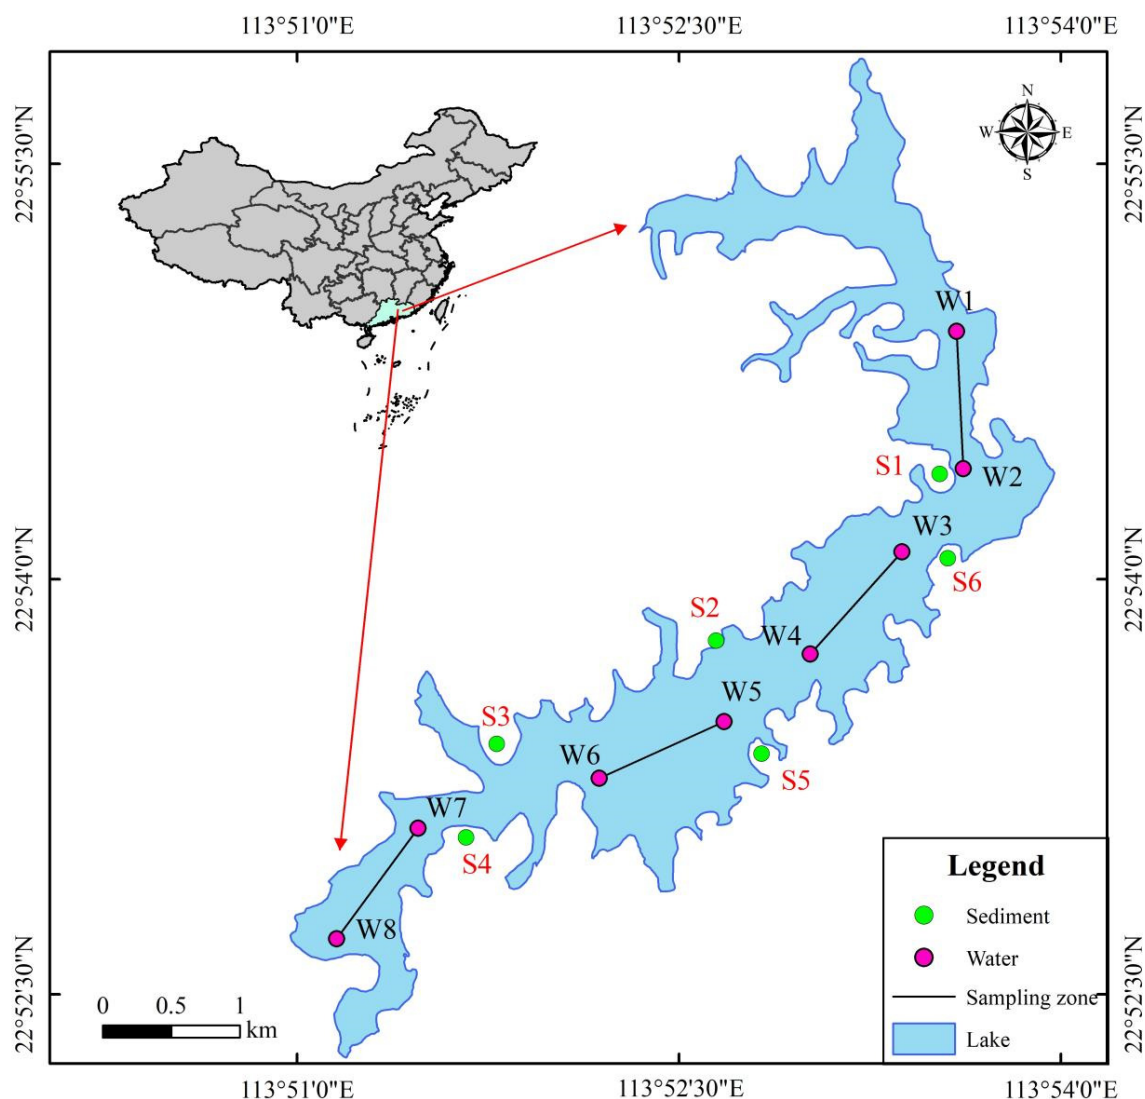 113°51'0"E 113°52'30"E 113°54'0"E
22°55'30"N
22°55'30"N
N
W E
S
W1
S1
W2
W3
22°54'0"N
22°54'0"N
S6
S2
W4
W5
S3
W6
S5
W7
S4
W8
22°52'30"N
22°52'30"N
Legend
Sediment
Water
Sampling zone
Lake
0 0.5 1
km
113°51'0"E 113°52'30"E 113°54'0"E